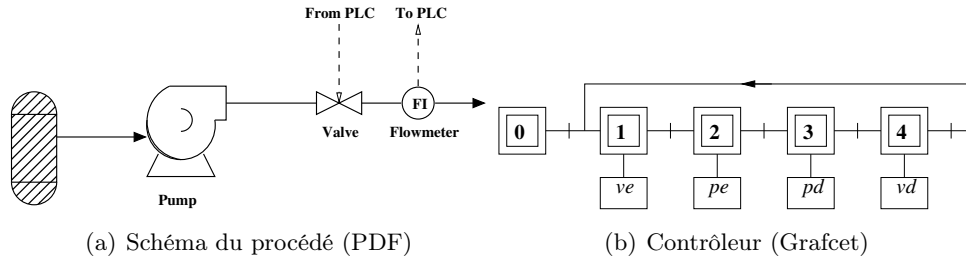 From PLC
To PLC
FI
Valve
Flowmeter
Pump
0
1
2
3
4
ve
pe
pd
vd
(a) Schéma du procédé (PDF)
(b) Contrôleur (Grafcet)